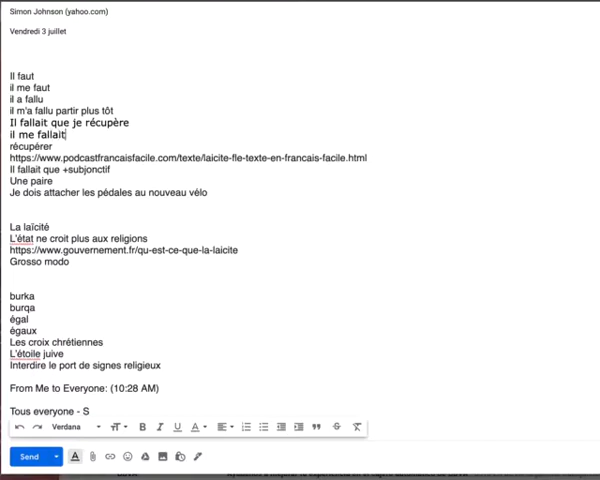 Simon Johnson (yahoo.com)
Vendredi 3 juillet
Il faut
il me faut
il a fallu
il m'a fallu partir plus tôt
Il fallait que je récupère
il me fallait
récupérer
https://www.podcastfrancaisfacile.com/texte/laicite-fle-texte-en-francais-facile.html
Il fallait que +subjonctif
Une paire
Je dois attacher les pédales au nouveau vélo
La laïcité
L'état ne croit plus aux religions
https://www.gouvernement.fr/qu-est-ce-que-la-laicite
Grosso modo
burka
burqa
égal
égaux
Les croix chrétiennes
L'étoile juive
Interdire le port de signes religieux
From Me to Everyone: (10:28 AM)
Tous everyone - S
Verdana
Send